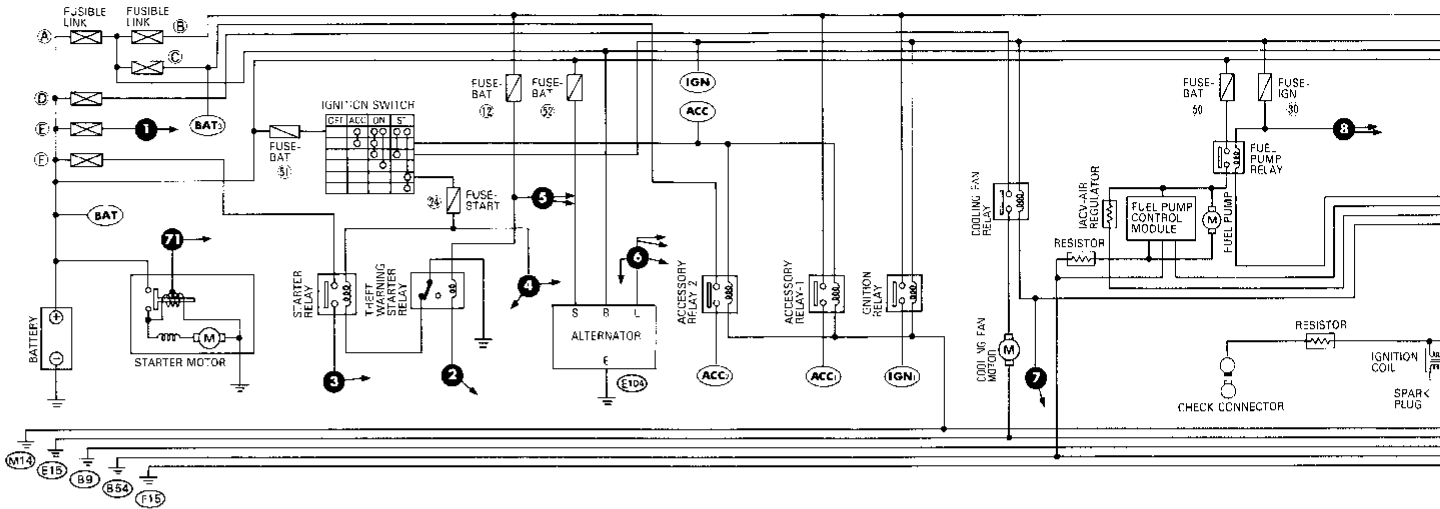 FUSIBLE LINK
FUSIBLE LINK
A
B
C
D
E
F
1
BAT3
BAT
IGNITION SWITCH
OFF ACC ON ST
FUSE-BAT
51
24
FUSE-START
FUSE-BAT
12
FUSE-BAT
52
IGN
ACC
5
6
4
71
BATTERY
STARTER MOTOR
M
STARTER RELAY
THEFT WARNING STARTER RELAY
3
2
S B L
ALTERNATOR
E
E104
ACCESSORY RELAY-2
ACCESSORY RELAY-1
IGNITION RELAY
ACC2
ACC1
IGN1
COOLING FAN RELAY
COOLING FAN MOTOR
M
7
FUSE-BAT
50
FUSE-IGN
30
8
FUEL PUMP RELAY
IACV-AIR REGULATOR
FUEL PUMP CONTROL MODULE
M
FUEL PUMP
RESISTOR
RESISTOR
CHECK CONNECTOR
IGNITION COIL
SPARK PLUG
M14
E15
B9
B54
F15